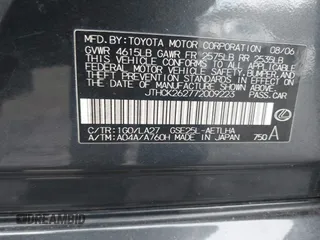 MFD. BY: TOYOTA MOTOR CORPORATION 08/06
GVWR 4615LB GAWR FR 2575LB RR 2535LB
THIS VEHICLE CONFORMS TO ALL APPLICABLE
FEDERAL MOTOR VEHICLE SAFETY, BUMPER, AND
THEFT PREVENTION STANDARDS IN EFFECT ON
THE DATE OF MANUFACTURE SHOWN ABOVE.
JTHCK262772009223 PASS. CAR
C/TR: 1G0/LA27 GSE25L-AETLHA
A/TM: A04A/A760H MADE IN JAPAN 750 A